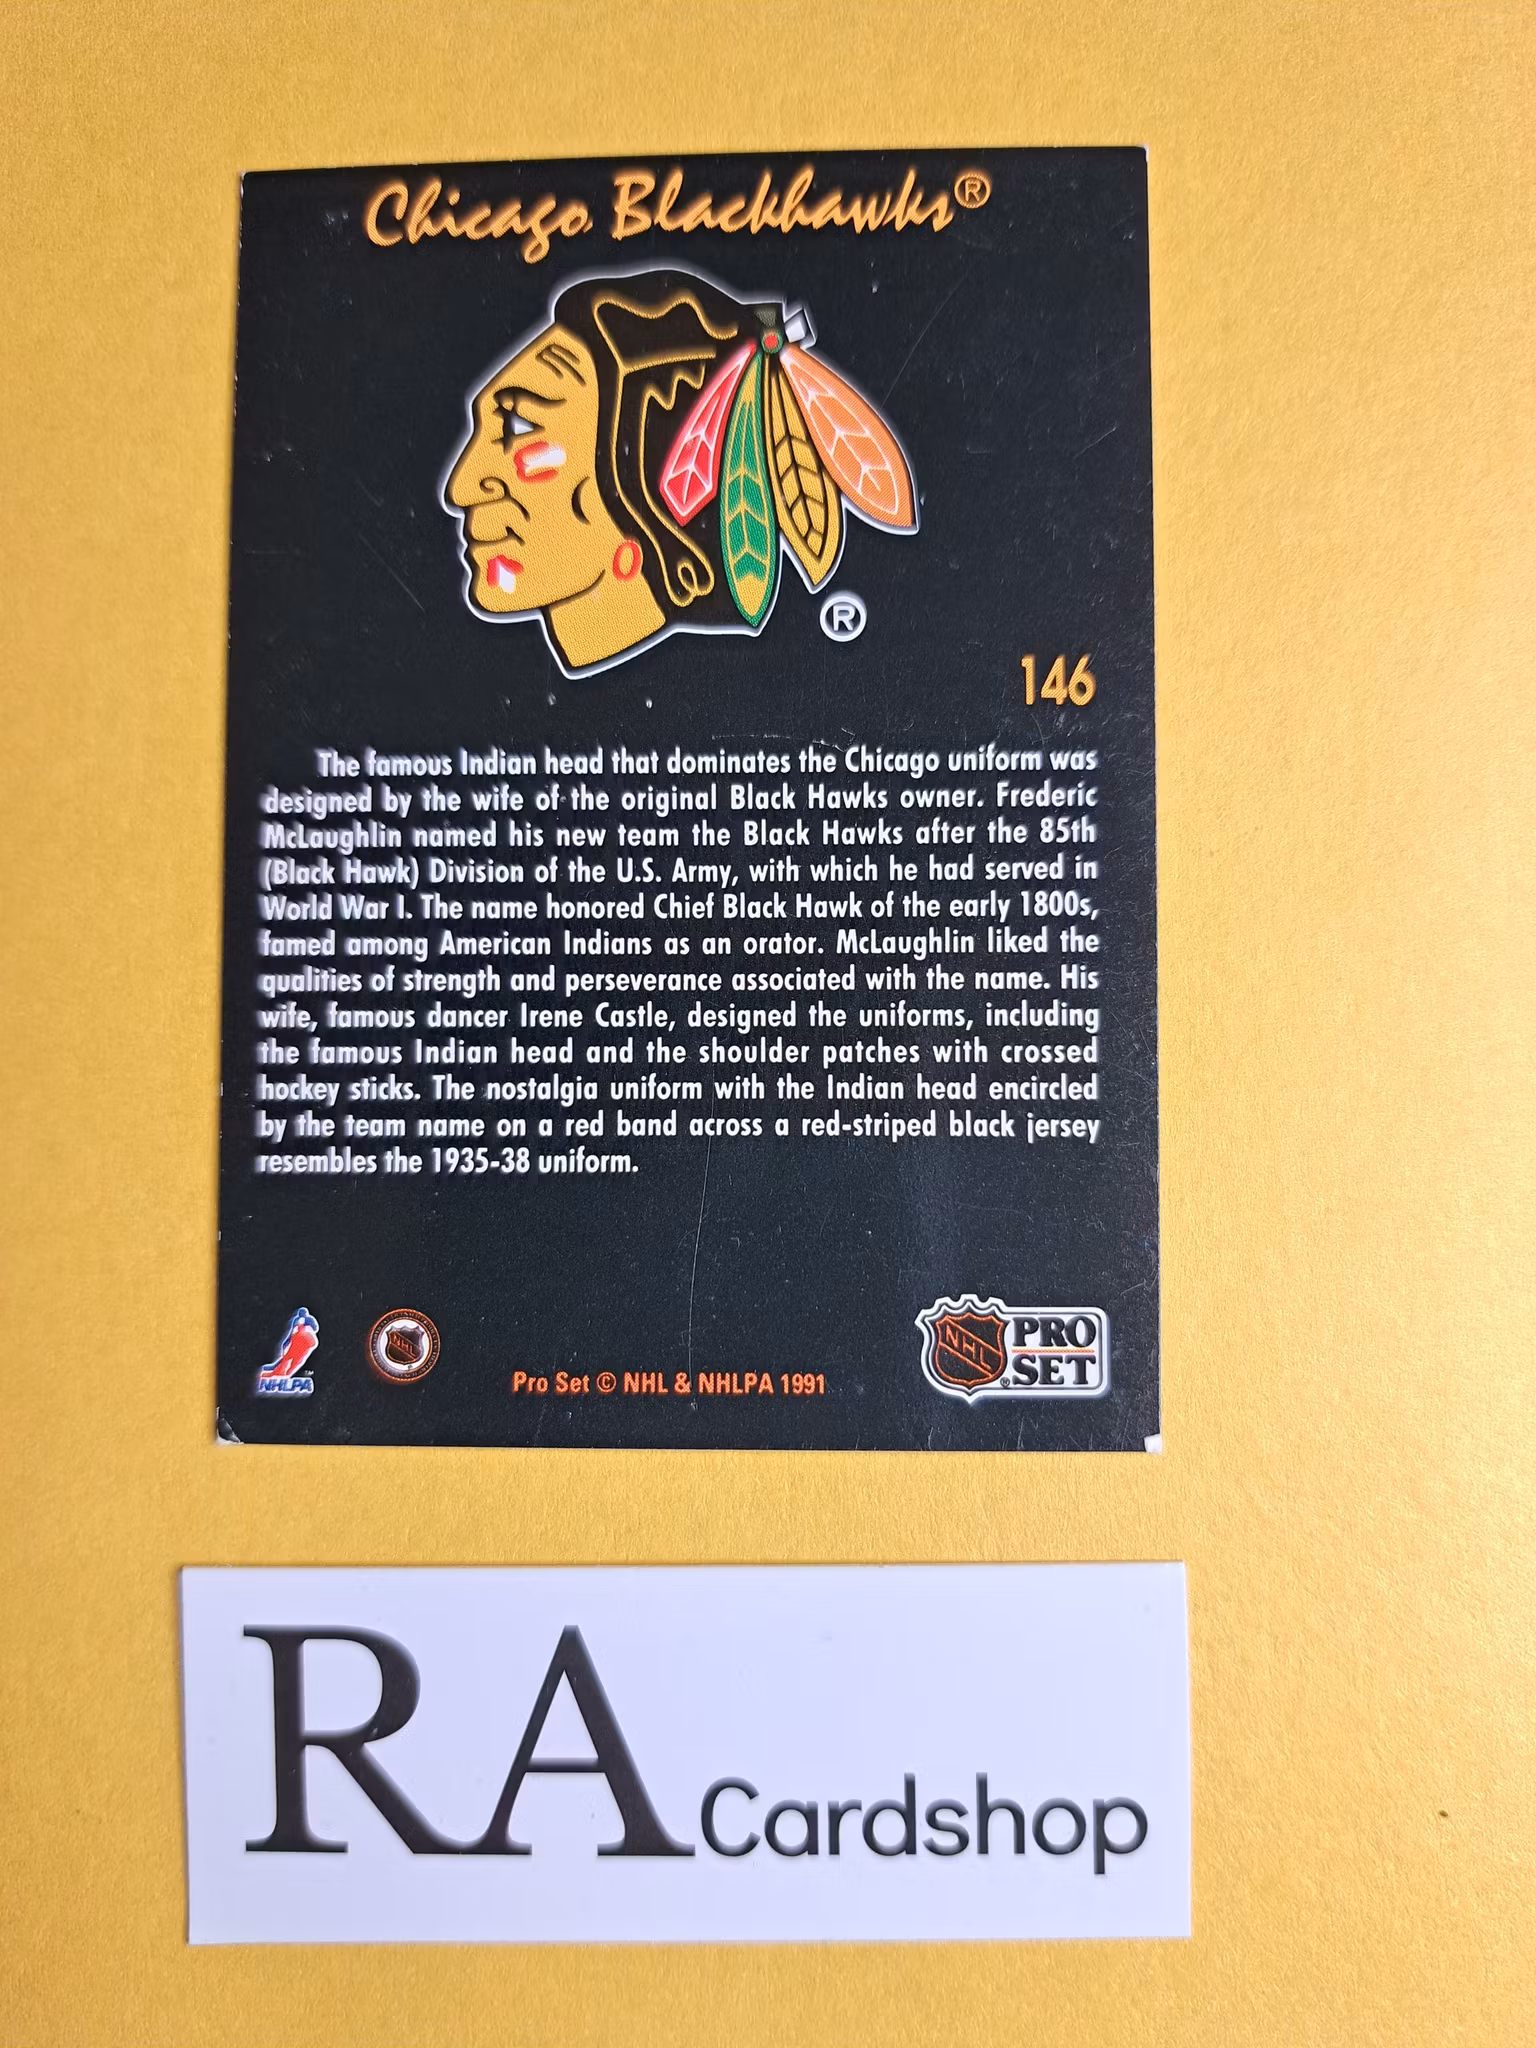 Chicago Blackhawks®
®
146
The famous Indian head that dominates the Chicago uniform was
designed by the wife of the original Black Hawks owner. Frederic
McLaughlin named his new team the Black Hawks after the 85th
(Black Hawk) Division of the U.S. Army, with which he had served in
World War I. The name honored Chief Black Hawk of the early 1800s,
famed among American Indians as an orator. McLaughlin liked the
qualities of strength and perseverance associated with the name. His
wife, famous dancer Irene Castle, designed the uniforms, including
the famous Indian head and the shoulder patches with crossed
hockey sticks. The nostalgia uniform with the Indian head encircled
by the team name on a red band across a red-striped black jersey
resembles the 1935-38 uniform.
NHLPA™
NHL
Pro Set © NHL & NHLPA 1991
NHL®
PRO
SET
RA Cardshop